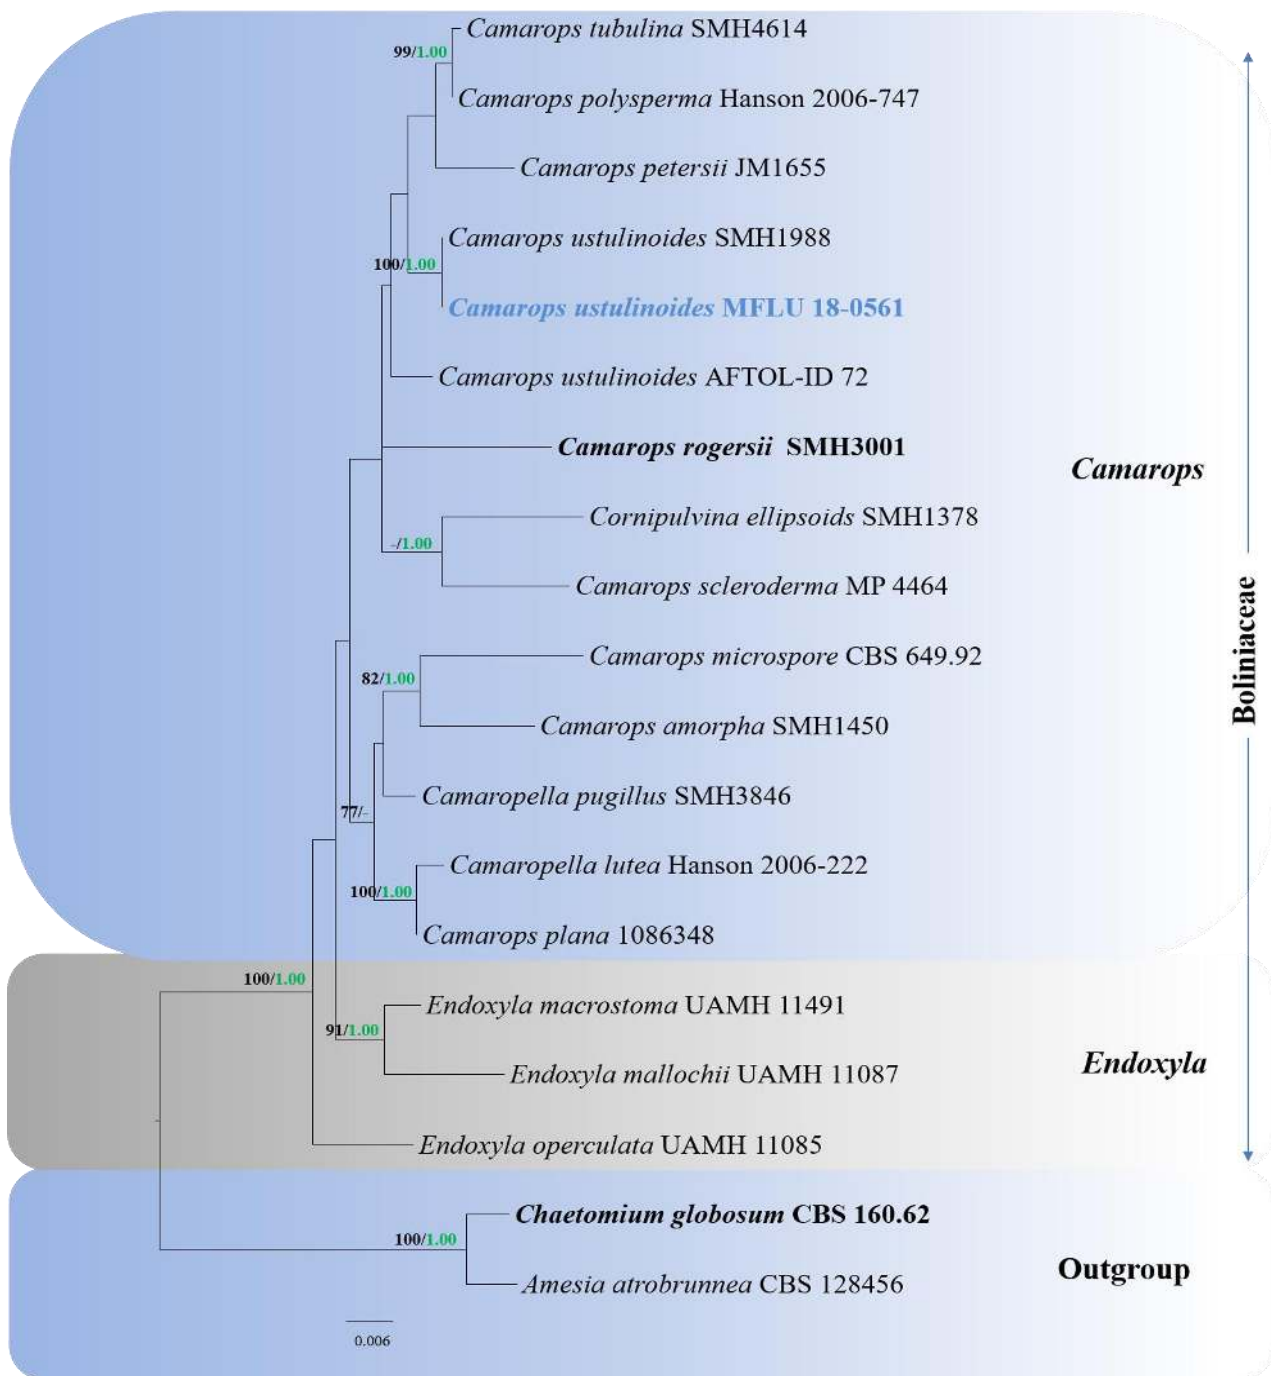 Camarops tubulina SMH4614
99/1.00
Camarops polysperma Hanson 2006-747
Camarops petersii JM1655
Camarops ustulinoides SMH1988
100/1.00
Camarops ustulinoides MFLU 18-0561
Camarops ustulinoides AFTOL-ID 72
Camarops rogersii SMH3001
Camarops
Cornipulvina ellipsoids SMH1378
-/1.00
Camarops scleroderma MP 4464
Boliniaceae
Camarops microspore CBS 649.92
82/1.00
Camarops amorpha SMH1450
Camaropella pugillus SMH3846
77/-
Camaropella lutea Hanson 2006-222
100/1.00
Camarops plana 1086348
100/1.00
Endoxyla macrostoma UAMH 11491
91/1.00
Endoxyla
Endoxyla mallochii UAMH 11087
Endoxyla operculata UAMH 11085
Chaetomium globosum CBS 160.62
100/1.00
Outgroup
Amesia atrobrunnea CBS 128456
0.006